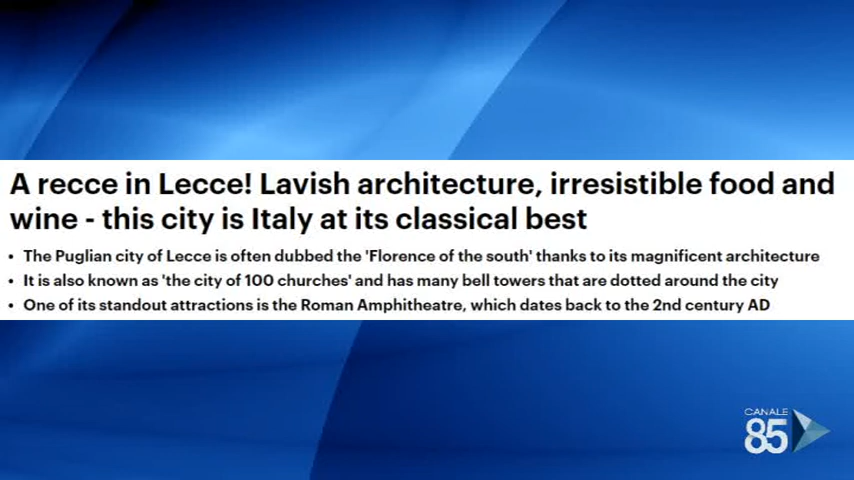 A recce in Lecce! Lavish architecture, irresistible food and
wine - this city is Italy at its classical best
• The Puglian city of Lecce is often dubbed the 'Florence of the south' thanks to its magnificent architecture
• It is also known as 'the city of 100 churches' and has many bell towers that are dotted around the city
• One of its standout attractions is the Roman Amphitheatre, which dates back to the 2nd century AD
CANALE
85